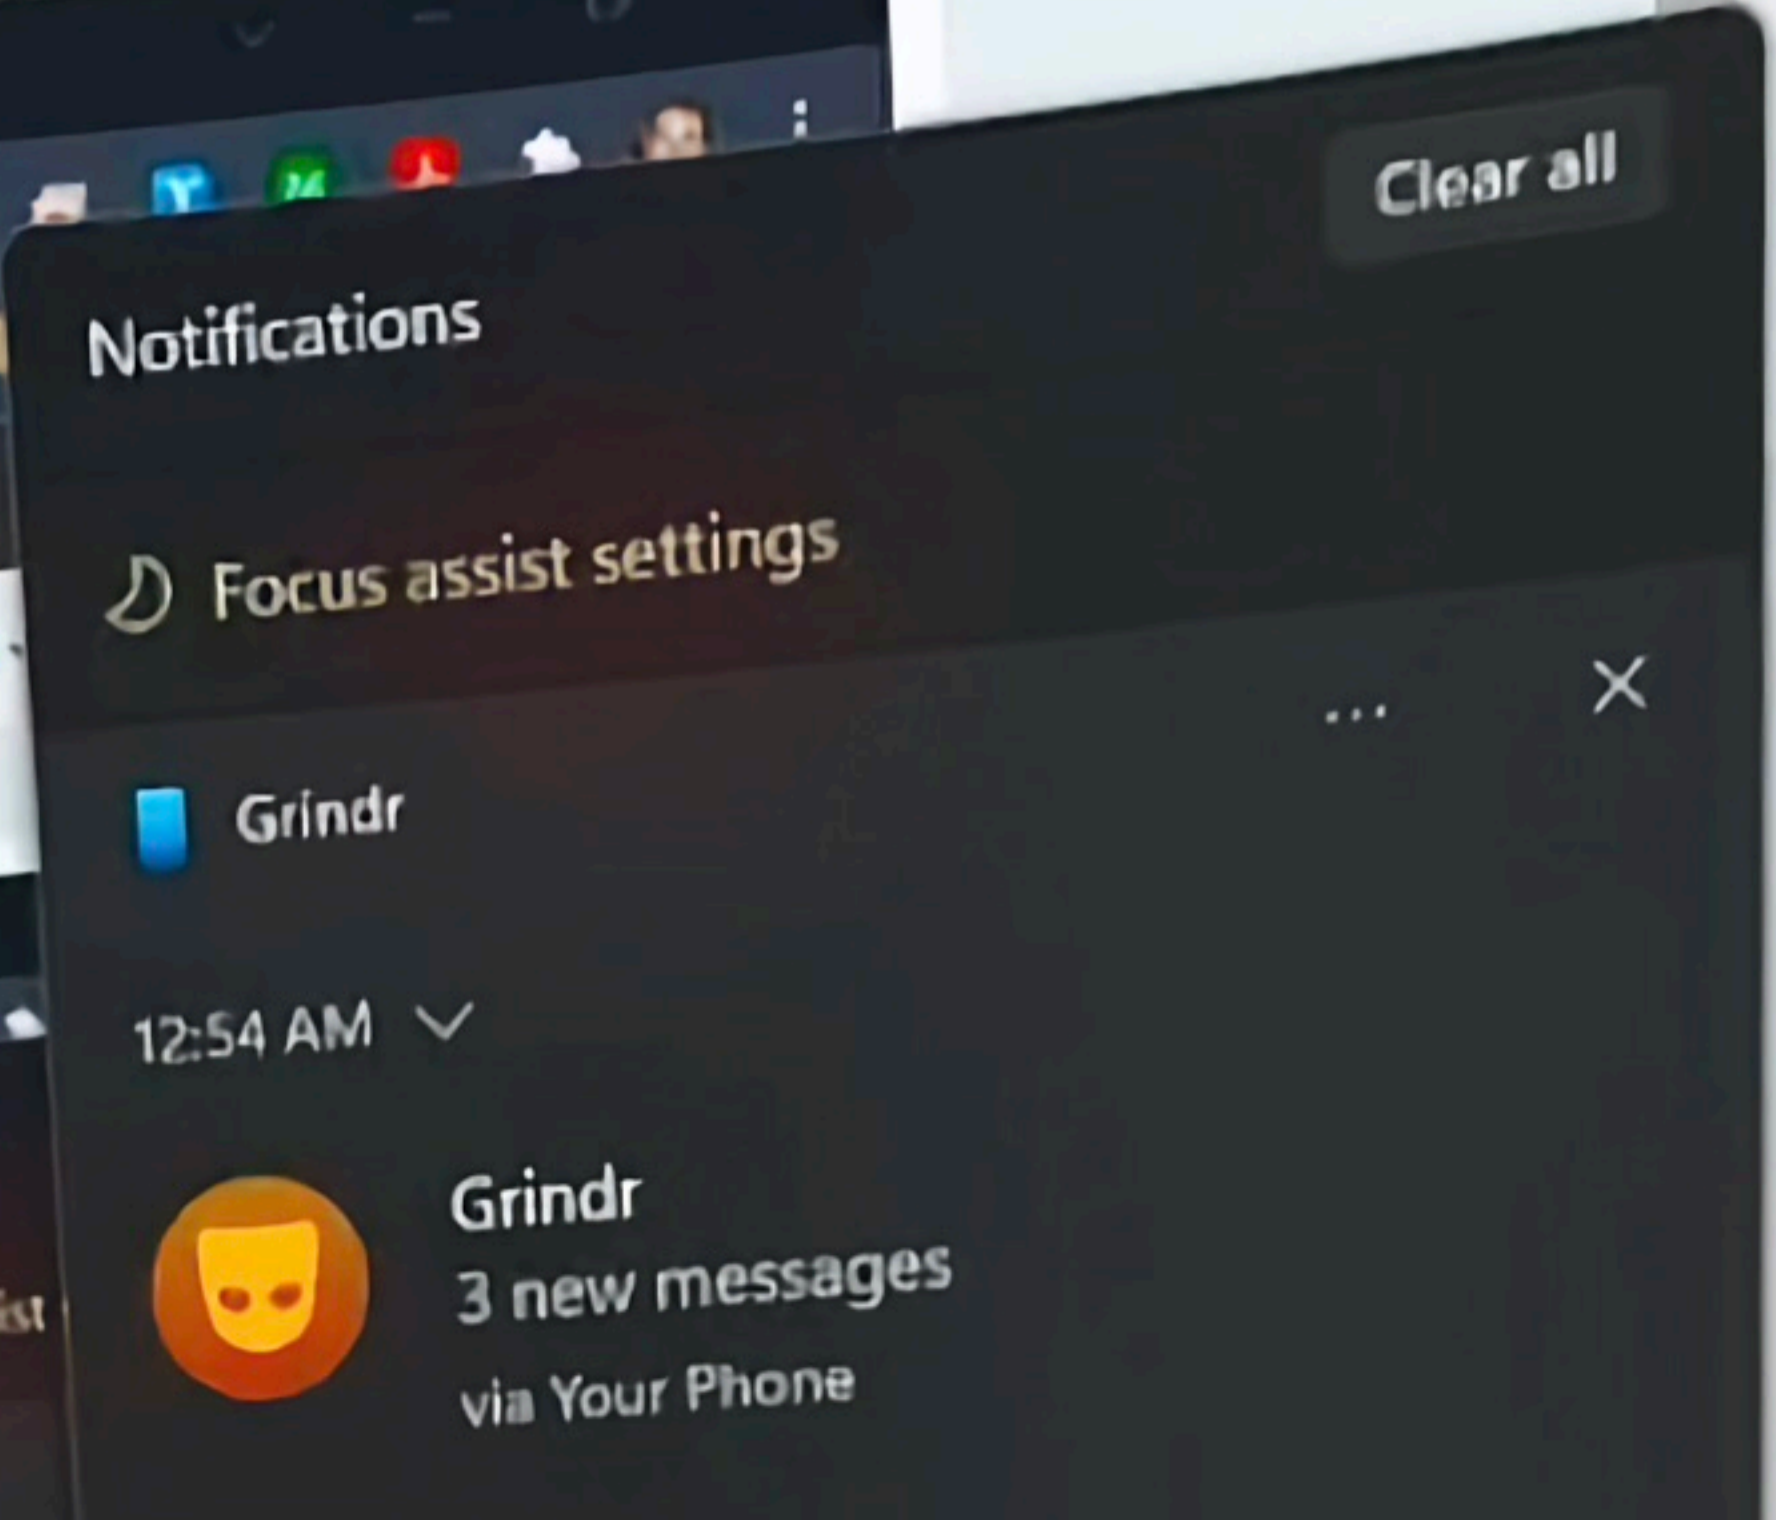 Clear all
Notifications
Focus assist settings
Grindr
12:54 AM
Grindr
3 new messages
via Your Phone